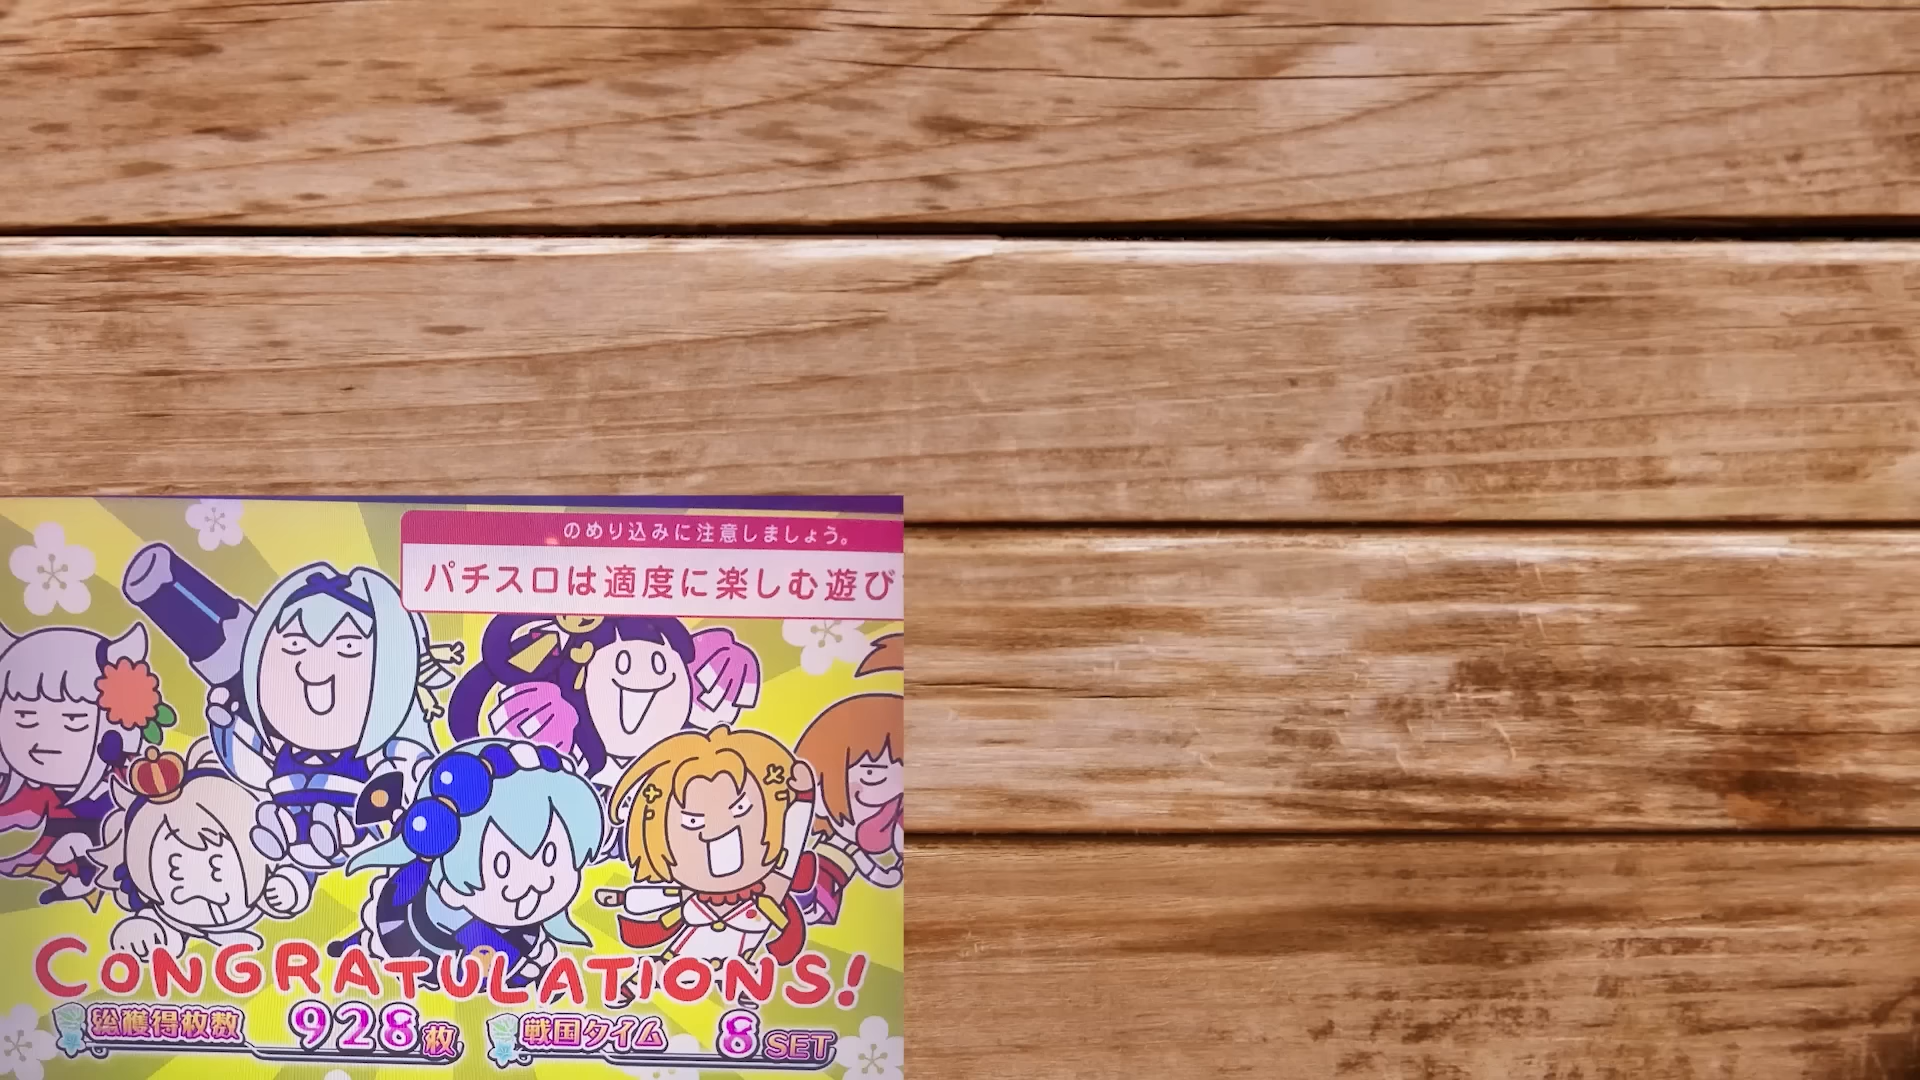 のめり込みに注意しましょう。
パチスロは適度に楽しむ遊び
CONGRATULATIONS!
総獲得枚数 928枚 戦国タイム 8SET